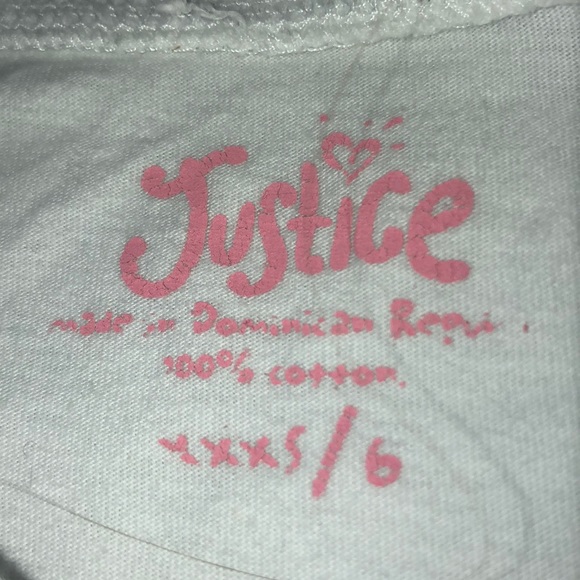 Justice
made in Dominican
100% cotton.
xxxs/6